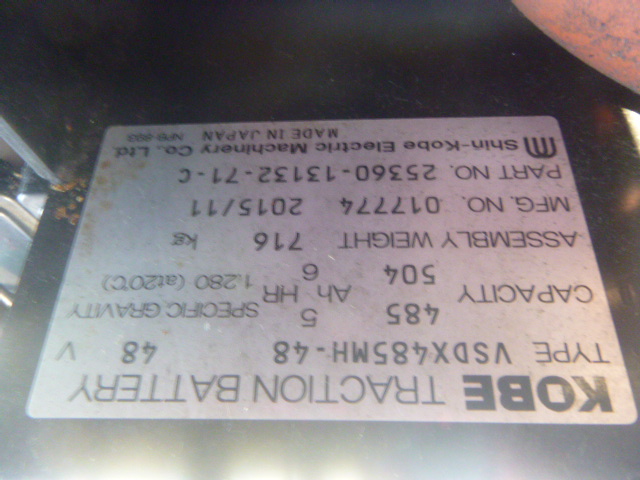 KOBE TRACTION BATTERY
TYPE VSDX485MH-48 48 V
CAPACITY 485 Ah 5 HR SPECIFIC GRAVITY
504 6 1.280 (at20℃)
ASSEMBLY WEIGHT 716 kg
MFG. NO. 017774 2015/11
PART NO. 25360-13132-71-C
Shin-Kobe Electric Machinery Co., Ltd.
MADE IN JAPAN